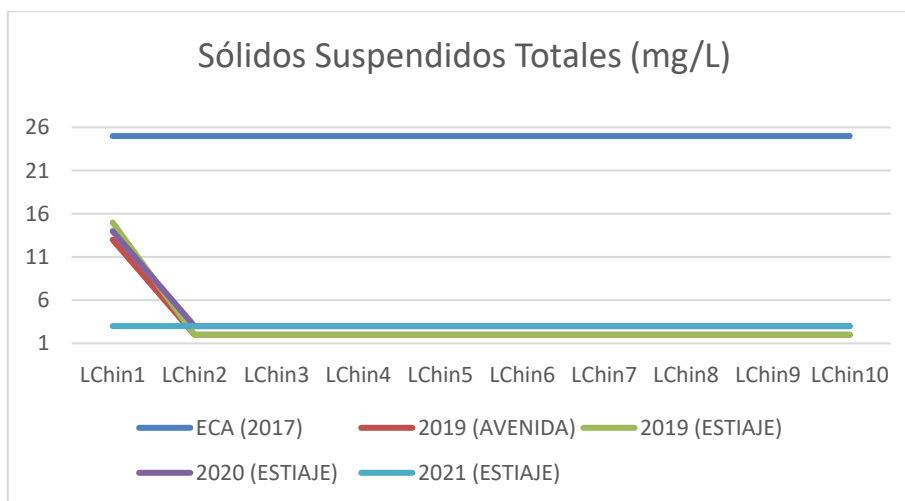 Sólidos Suspendidos Totales (mg/L)
26
21
16
11
6
1
LChin1 LChin2 LChin3 LChin4 LChin5 LChin6 LChin7 LChin8 LChin9 LChin10
ECA (2017) 2019 (AVENIDA) 2019 (ESTIAJE)
2020 (ESTIAJE) 2021 (ESTIAJE)